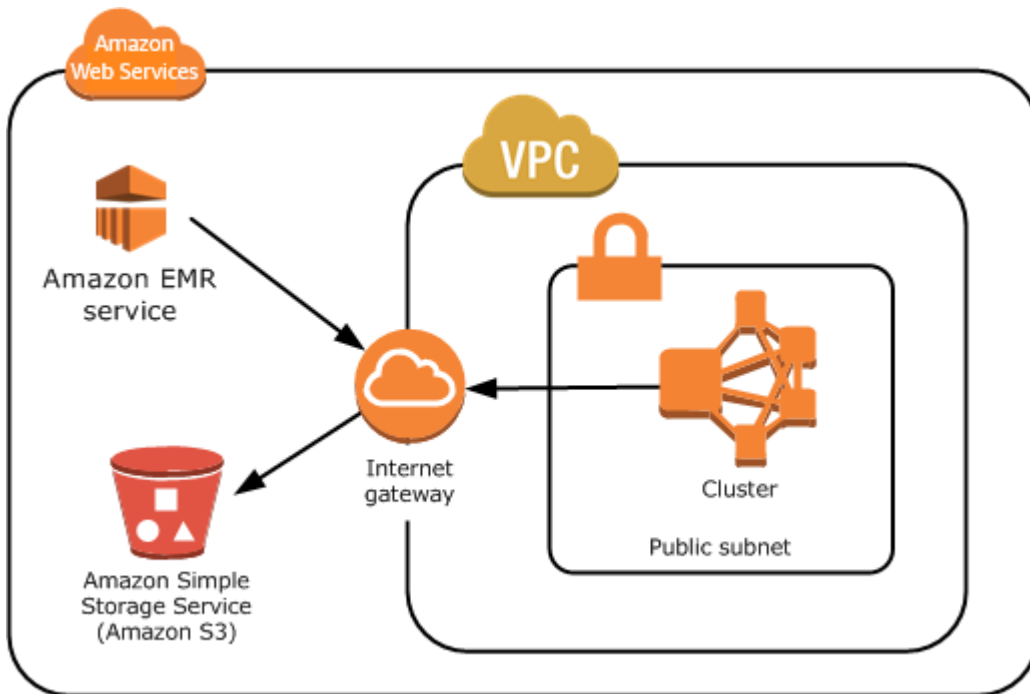 Amazon
Web Services
VPC
Amazon EMR
service
Internet
gateway
Cluster
Public subnet
Amazon Simple
Storage Service
(Amazon S3)